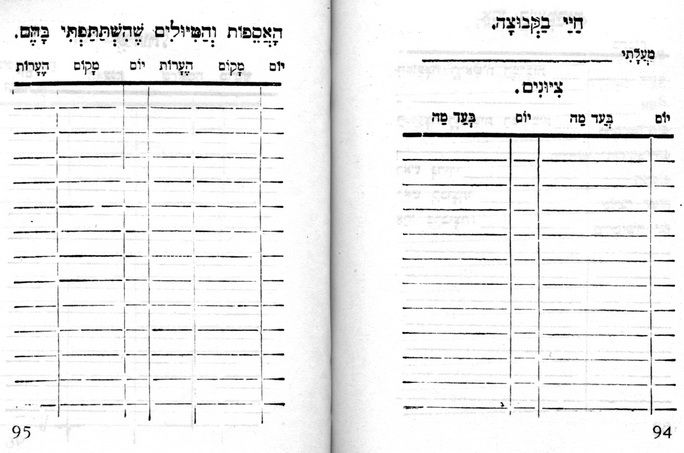 חַיַּי בַּקְּבוּצָה.
מַעֲלָתִי
צִיּוּנִים.
יוֹם בְּעַד מַה יוֹם בְּעַד מַה
94
הָאֲסֵפוֹת וְהַטִּיּוּלִים שֶׁהִשְׁתַּתַּפְתִּי בָּהֶם.
יוֹם מָקוֹם הֶעָרוֹת יוֹם מָקוֹם הֶעָרוֹת
95